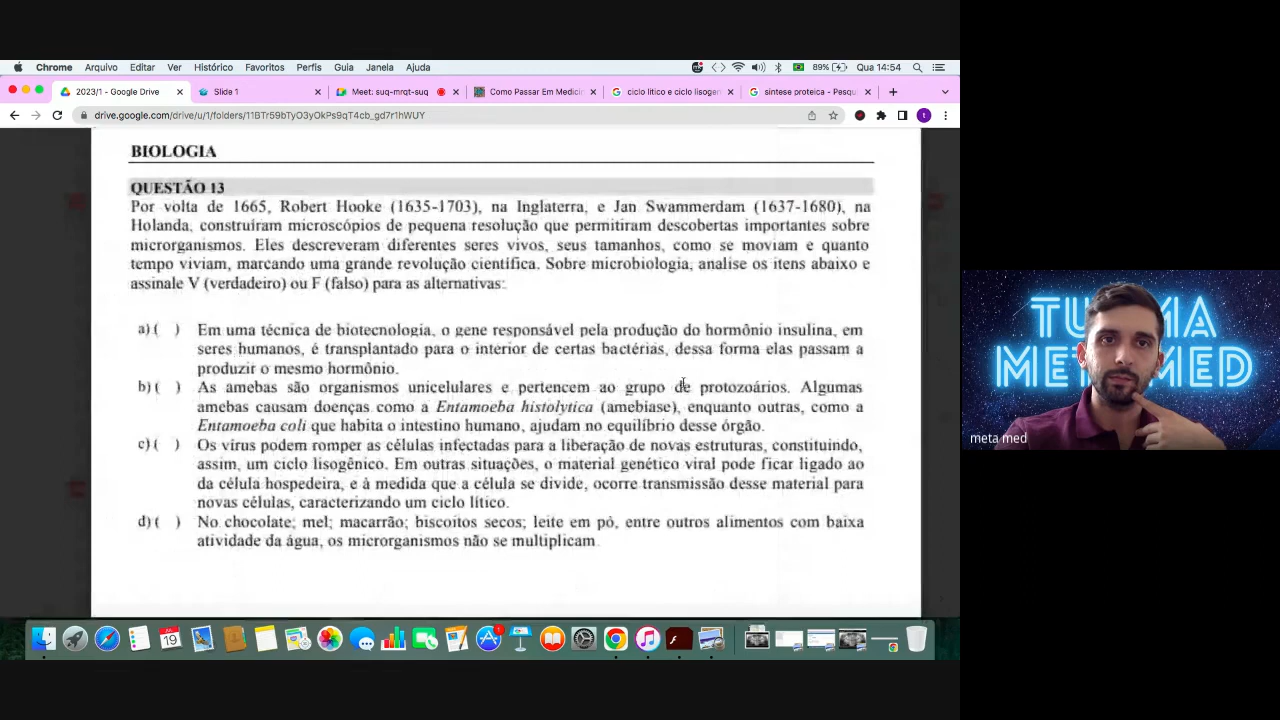 Chrome Arquivo Editar Ver Histórico Favoritos Perfis Guia Janela Ajuda 89% Qua 14:54
2023/1 - Google Drive Slide 1 Meet: suq-mrqt-suq Como Passar Em Medicin ciclo lítico e ciclo lisogen síntese proteica - Pesqu
drive.google.com/drive/u/1/folders/11BTr59bTyO3yOkPs9qT4cb_gd7r1hWUY
BIOLOGIA
QUESTÃO 13
Por volta de 1665, Robert Hooke (1635-1703), na Inglaterra, e Jan Swammerdam (1637-1680), na
Holanda, construíram microscópios de pequena resolução que permitiram descobertas importantes sobre
microrganismos. Eles descreveram diferentes seres vivos, seus tamanhos, como se moviam e quanto
tempo viviam, marcando uma grande revolução científica. Sobre microbiologia, analise os itens abaixo e
assinale V (verdadeiro) ou F (falso) para as alternativas:
a) ( ) Em uma técnica de biotecnologia, o gene responsável pela produção do hormônio insulina, em
seres humanos, é transplantado para o interior de certas bactérias, dessa forma elas passam a
produzir o mesmo hormônio.
b) ( ) As amebas são organismos unicelulares e pertencem ao grupo de protozoários. Algumas
amebas causam doenças como a Entamoeba histolytica (amebíase), enquanto outras, como a
Entamoeba coli que habita o intestino humano, ajudam no equilíbrio desse órgão.
c) ( ) Os vírus podem romper as células infectadas para a liberação de novas estruturas, constituindo,
assim, um ciclo lisogênico. Em outras situações, o material genético viral pode ficar ligado ao
da célula hospedeira, e à medida que a célula se divide, ocorre transmissão desse material para
novas células, caracterizando um ciclo lítico.
d) ( ) No chocolate; mel; macarrão; biscoitos secos; leite em pó, entre outros alimentos com baixa
atividade da água, os microrganismos não se multiplicam.
META MED
meta med